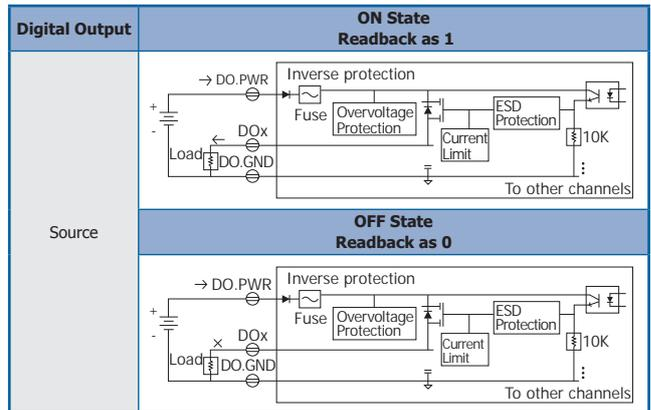 Digital Output
ON State
Readback as 1
Source
→ DO.PWR
Inverse protection
+
-
Fuse
Overvoltage
Protection
ESD
Protection
← DOx
Current
Limit
10K
Load
DO.GND
To other channels
OFF State
Readback as 0
→ DO.PWR
Inverse protection
+
-
Fuse
Overvoltage
Protection
ESD
Protection
× DOx
Current
Limit
10K
Load
DO.GND
To other channels